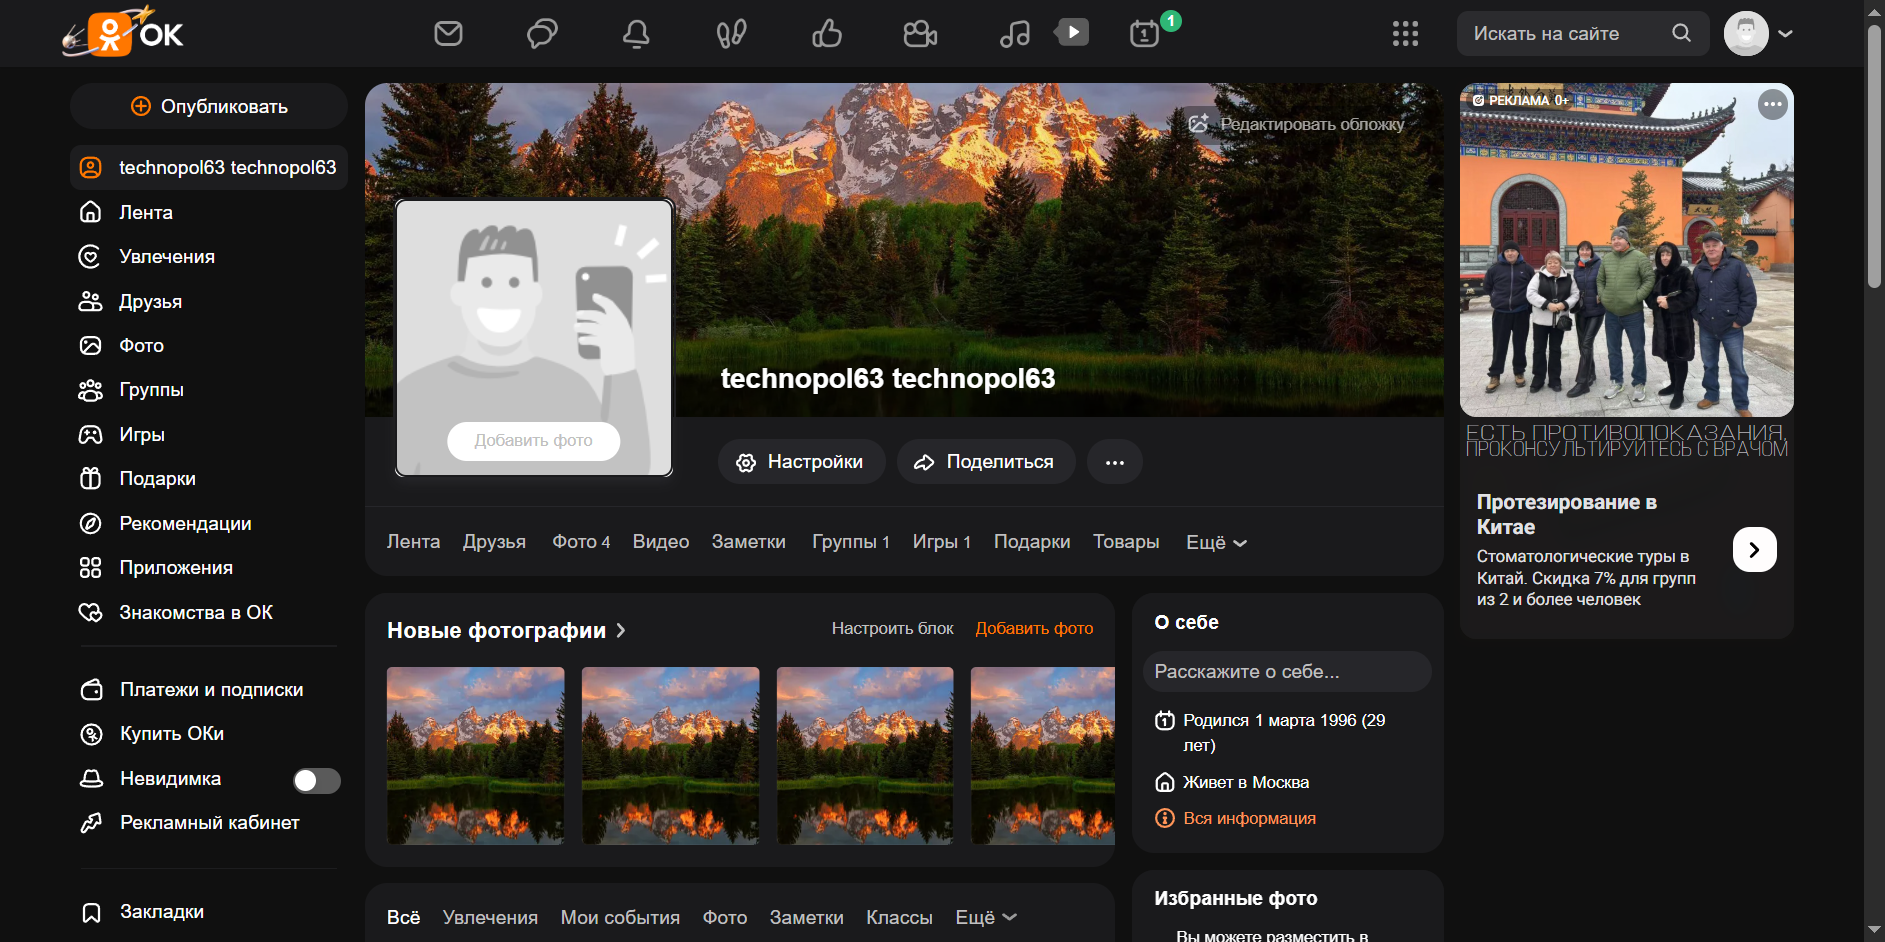 ОК
1
1
Искать на сайте
Опубликовать
technopol63 technopol63
Лента
Увлечения
Друзья
Фото
Группы
Игры
Подарки
Рекомендации
Приложения
Знакомства в ОК
Платежи и подписки
Купить ОКи
Невидимка
Рекламный кабинет
Закладки
Редактировать обложку
Добавить фото
technopol63 technopol63
Настройки
Поделиться
Лента Друзья Фото 4 Видео Заметки Группы 1 Игры 1 Подарки Товары Ещё
Новые фотографии
Настроить блок Добавить фото
Всё Увлечения Мои события Фото Заметки Классы Ещё
О себе
Расскажите о себе...
Родился 1 марта 1996 (29
лет)
Живет в Москва
Вся информация
Избранные фото
Вы можете разместить в
РЕКЛАМА 0+
ЕСТЬ ПРОТИВОПОКАЗАНИЯ,
ПРОКОНСУЛЬТИРУЙТЕСЬ С ВРАЧОМ
Протезирование в
Китае
Стоматологические туры в
Китай. Скидка 7% для групп
из 2 и более человек